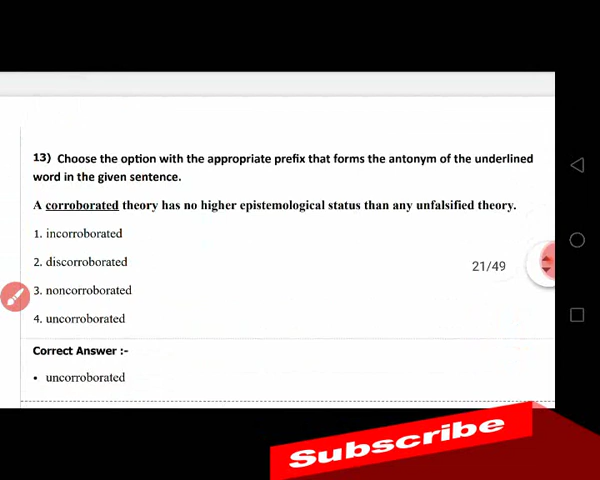 13) Choose the option with the appropriate prefix that forms the antonym of the underlined
word in the given sentence.
A corroborated theory has no higher epistemological status than any unfalsified theory.
1. incorroborated
2. discorroborated
21/49
3. noncorroborated
4. uncorroborated
Correct Answer :-
• uncorroborated
Subscribe